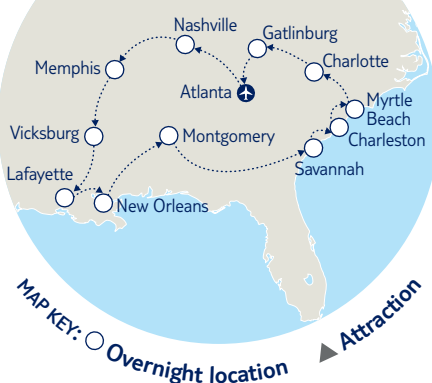 Nashville
Gatlinburg
Memphis
Charlotte
Atlanta
Myrtle
Beach
Vicksburg
Montgomery
Charleston
Savannah
Lafayette
New Orleans
MAP KEY:
Overnight location
Attraction